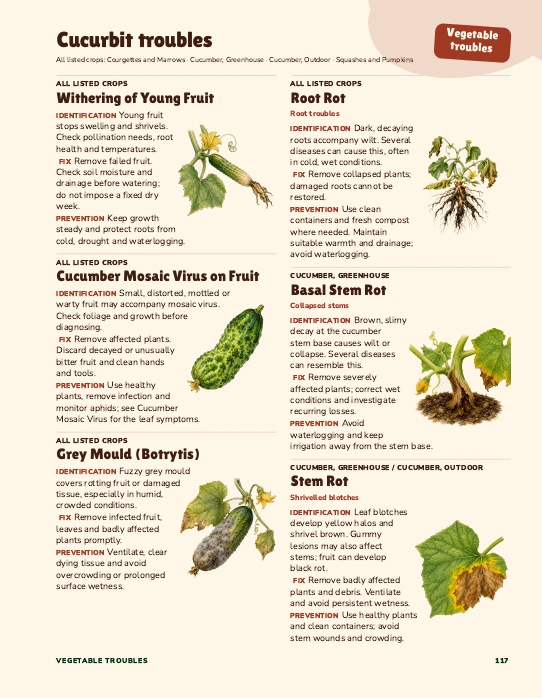 Cucurbit troubles
Vegetable
troubles
All listed crops: Courgettes and Marrows · Cucumber, Greenhouse · Cucumber, Outdoor · Squashes and Pumpkins
ALL LISTED CROPS
Withering of Young Fruit
IDENTIFICATION Young fruit
stops swelling and shrivels.
Check pollination needs, root
health and temperatures.
FIX Remove failed fruit.
Check soil moisture and
drainage before watering;
do not impose a fixed dry
week.
PREVENTION Keep growth
steady and protect roots from
cold, drought and waterlogging.
ALL LISTED CROPS
Cucumber Mosaic Virus on Fruit
IDENTIFICATION Small, distorted, mottled or
warty fruit may accompany mosaic virus.
Check foliage and growth before
diagnosing.
FIX Remove affected plants.
Discard decayed or unusually
bitter fruit and clean hands
and tools.
PREVENTION Use healthy
plants, remove infection and
monitor aphids; see Cucumber
Mosaic Virus for leaf symptoms.
ALL LISTED CROPS
Grey Mould (Botrytis)
IDENTIFICATION Fuzzy grey mould
covers rotting fruit or damaged
tissue, especially in humid,
crowded conditions.
FIX Remove infected fruit,
leaves and badly affected
plants promptly.
PREVENTION Ventilate, clear
dying tissue and avoid
overcrowding or prolonged
surface wetness.
ALL LISTED CROPS
Root Rot
Root troubles
IDENTIFICATION Dark, decaying
roots accompany wilt. Several
diseases can cause this, often
in cold, wet conditions.
FIX Remove collapsed plants;
damaged roots cannot be
restored.
PREVENTION Use clean
containers and fresh compost
where needed. Maintain
suitable warmth and drainage;
avoid waterlogging.
CUCUMBER, GREENHOUSE
Basal Stem Rot
Collapsed stems
IDENTIFICATION Brown, slimy
decay at the cucumber
stem base causes wilt or
collapse. Several diseases
can resemble this.
FIX Remove severely
affected plants; correct wet
conditions and investigate
recurring losses.
PREVENTION Avoid
waterlogging and keep
irrigation away from the stem base.
CUCUMBER, GREENHOUSE / CUCUMBER, OUTDOOR
Stem Rot
Shrivelled blotches
IDENTIFICATION Leaf blotches
develop yellow halos and
shrivel brown. Gummy
lesions may also affect
stems; fruit can develop
black rot.
FIX Remove badly affected
plants and debris. Ventilate
and avoid persistent wetness.
PREVENTION Use healthy plants
and clean containers; avoid
stem wounds and crowding.
VEGETABLE TROUBLES
117